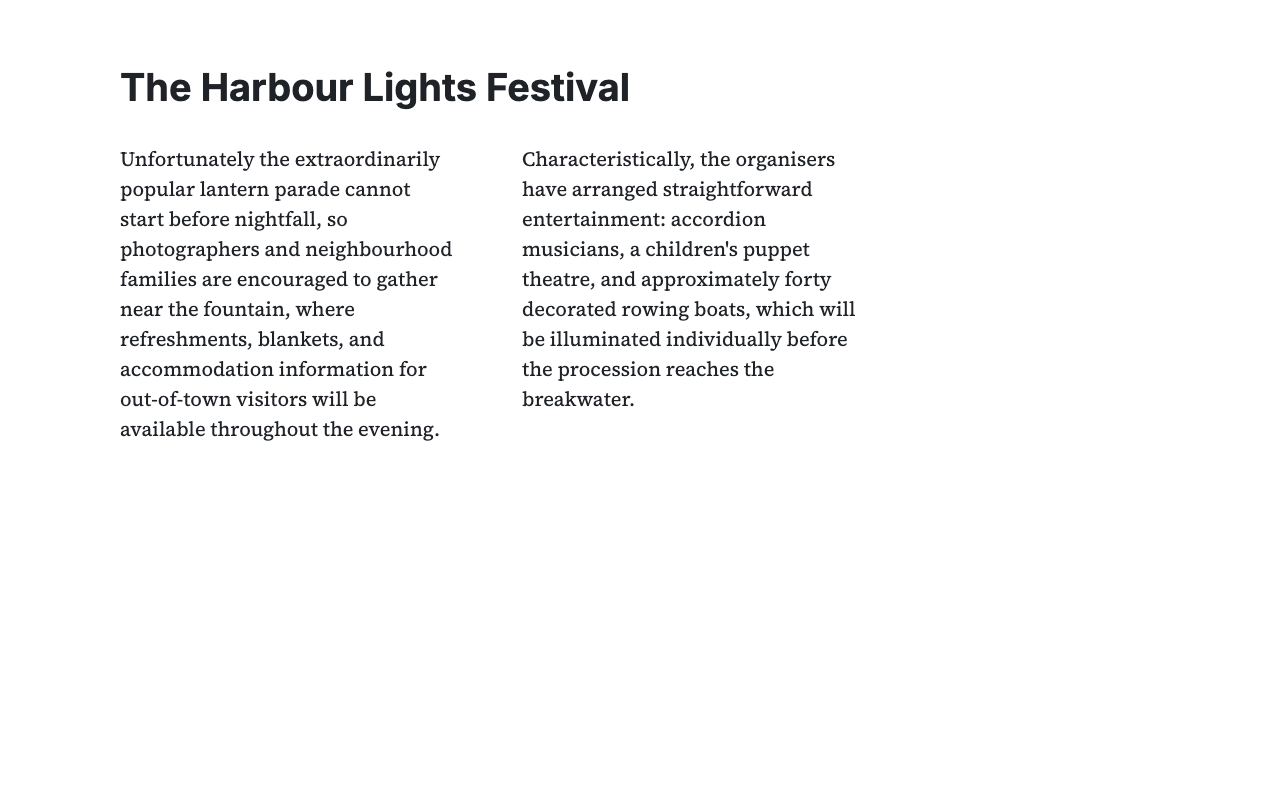 The Harbour Lights Festival
Unfortunately the extraordinarily
popular lantern parade cannot
start before nightfall, so
photographers and neighbourhood
families are encouraged to gather
near the fountain, where
refreshments, blankets, and
accommodation information for
out-of-town visitors will be
available throughout the evening.
Characteristically, the organisers
have arranged straightforward
entertainment: accordion
musicians, a children's puppet
theatre, and approximately forty
decorated rowing boats, which will
be illuminated individually before
the procession reaches the
breakwater.